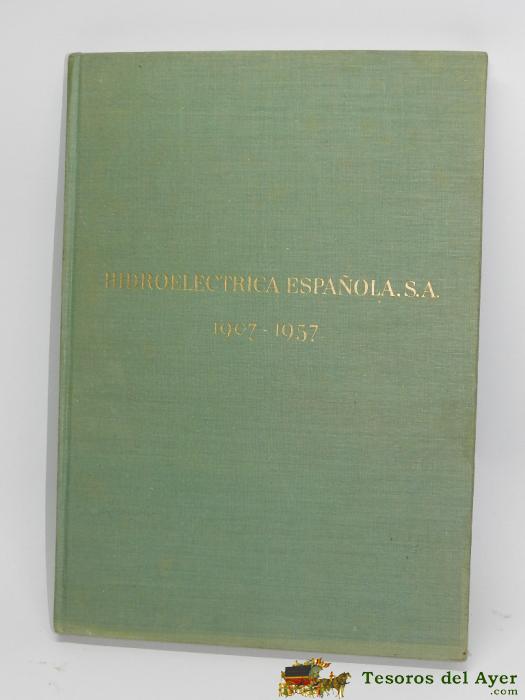 HIDROELECTRICA ESPAÑOLA, S.A.
1907-1957
Tesoros del Ayer
.com